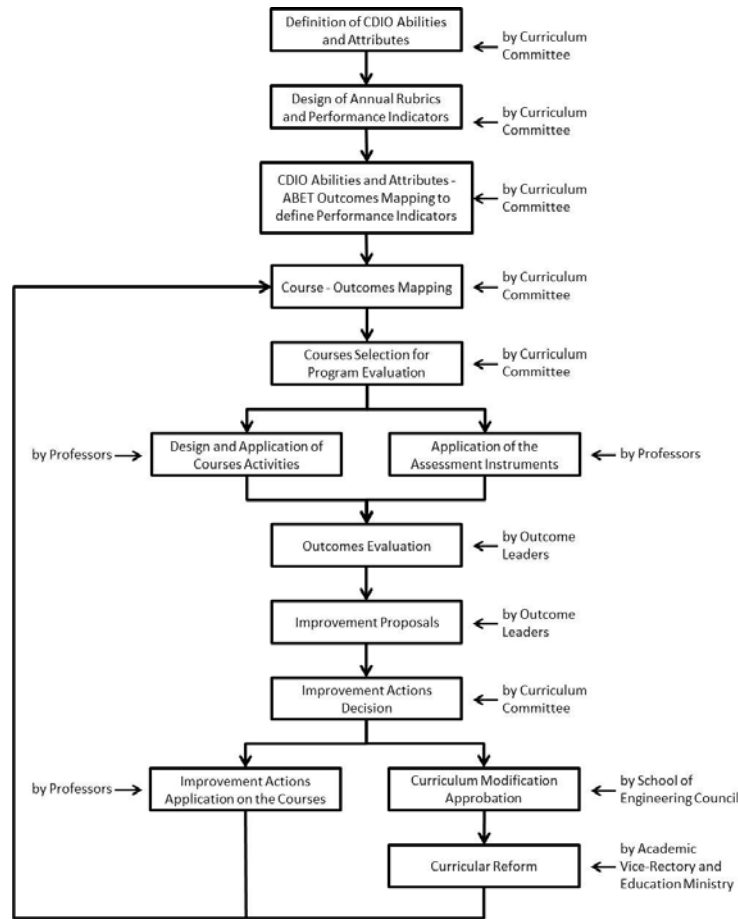 Definition of CDIO Abilities
and Attributes
by Curriculum
Committee
Design of Annual Rubrics
and Performance Indicators
by Curriculum
Committee
CDIO Abilities and Attributes -
ABET Outcomes Mapping to
define Performance Indicators
by Curriculum
Committee
Course - Outcomes Mapping
by Curriculum
Committee
Courses Selection for
Program Evaluation
by Curriculum
Committee
by Professors
Design and Application of
Courses Activities
Application of the
Assessment Instruments
by Professors
Outcomes Evaluation
by Outcome
Leaders
Improvement Proposals
by Outcome
Leaders
Improvement Actions
Decision
by Curriculum
Committee
by Professors
Improvement Actions
Application on the Courses
Curriculum Modification
Approbation
by School of
Engineering Council
Curricular Reform
by Academic
Vice-Rectory and
Education Ministry